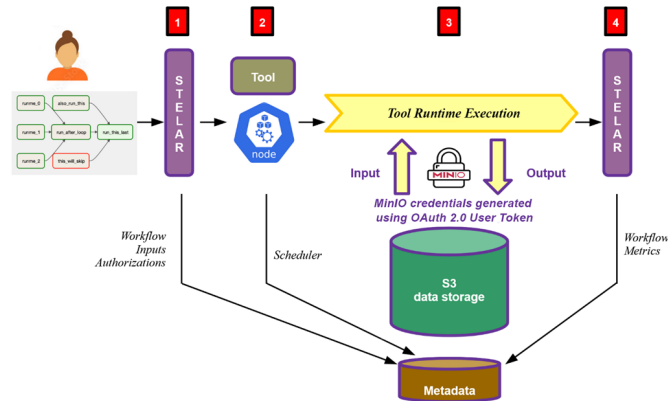 1
2
3
4
STELAR
Tool
node
runme_0
also_run_this
runme_1
run_after_loop
run_this_last
runme_2
this_will_skip
Tool Runtime Execution
STELAR
Input
MINIO
Output
MinIO credentials generated
using OAuth 2.0 User Token
Workflow
Inputs
Authorizations
Scheduler
S3
data storage
Workflow
Metrics
Metadata